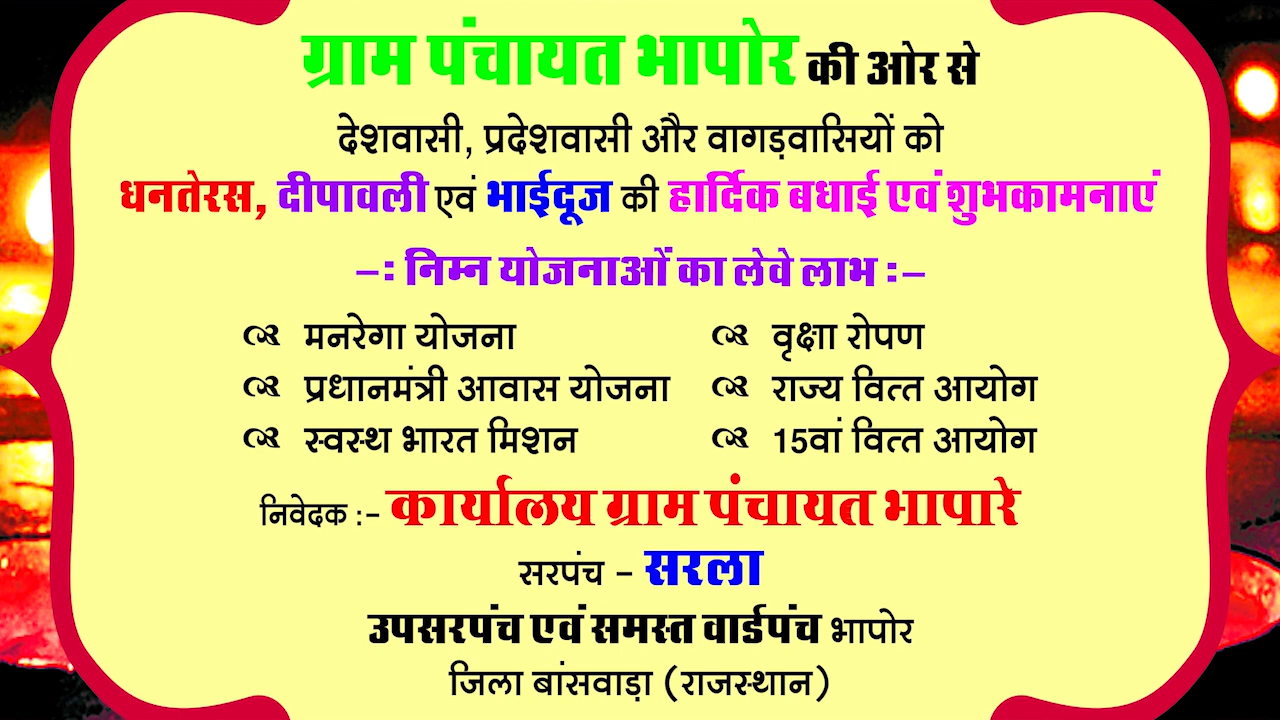 ग्राम पंचायत भापोर की ओर से
देशवासी, प्रदेशवासी और वागड़वासियों को
धनतेरस, दीपावली एवं भाईदूज की हार्दिक बधाई एवं शुभकामनाएं
-: निम्न योजनाओं का लेवे लाभ :-
मनरेगा योजना
वृक्षा रोपण
प्रधानमंत्री आवास योजना
राज्य वित्त आयोग
स्वस्थ भारत मिशन
15वां वित्त आयोग
निवेदक :- कार्यालय ग्राम पंचायत भापारे
सरपंच - सरला
उपसरपंच एवं समस्त वार्डपंच भापोर
जिला बांसवाड़ा (राजस्थान)